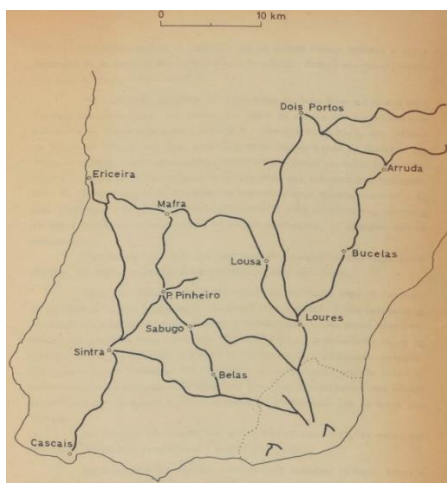 0 10 km
Dois Portos
Arruda
Ericeira
Mafra
Bucelas
Lousa
P. Pinheiro
Loures
Sabugo
Sintra
Belas
Cascais